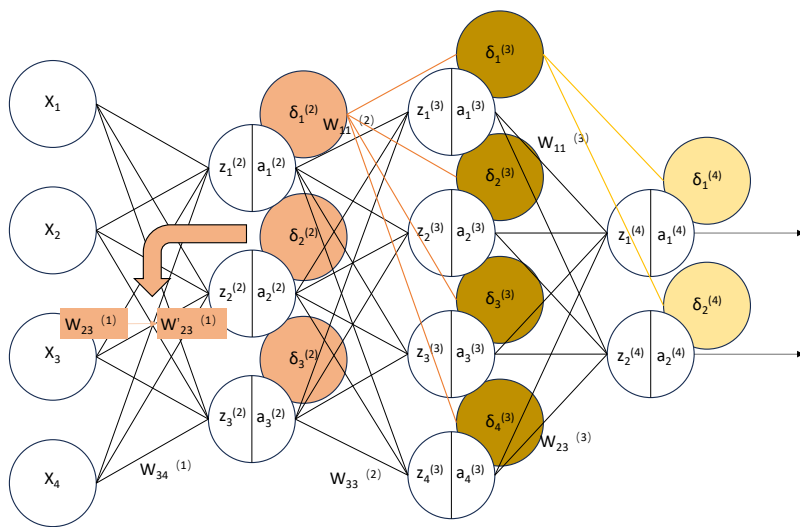 X₁
X₂
X₃
X₄
z₁⁽²⁾ a₁⁽²⁾
z₂⁽²⁾ a₂⁽²⁾
z₃⁽²⁾ a₃⁽²⁾
δ₁⁽²⁾
δ₂⁽²⁾
δ₃⁽²⁾
W₂₃⁽¹⁾
W'₂₃⁽¹⁾
W₃₄⁽¹⁾
W₁₁⁽²⁾
W₃₃⁽²⁾
z₁⁽³⁾ a₁⁽³⁾
z₂⁽³⁾ a₂⁽³⁾
z₃⁽³⁾ a₃⁽³⁾
z₄⁽³⁾ a₄⁽³⁾
δ₁⁽³⁾
δ₂⁽³⁾
δ₃⁽³⁾
δ₄⁽³⁾
W₁₁⁽³⁾
W₂₃⁽³⁾
z₁⁽⁴⁾ a₁⁽⁴⁾
z₂⁽⁴⁾ a₂⁽⁴⁾
δ₁⁽⁴⁾
δ₂⁽⁴⁾